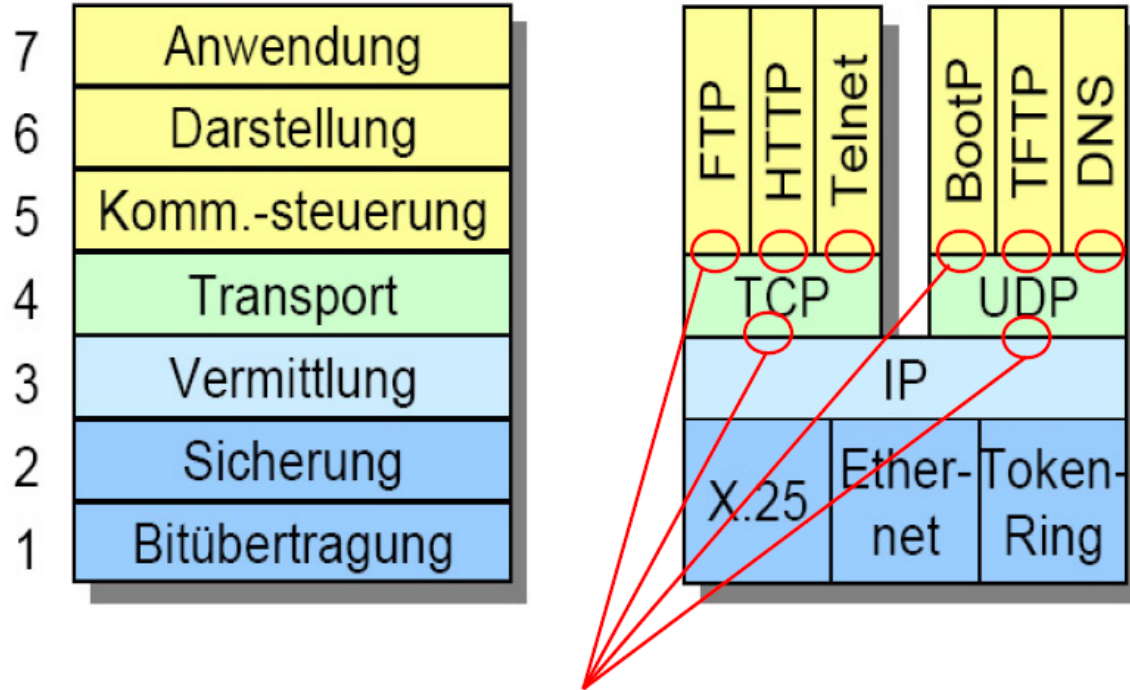 7 Anwendung
6 Darstellung
5 Komm.-steuerung
4 Transport
3 Vermittlung
2 Sicherung
1 Bitübertragung
FTP
HTTP
Telnet
BootP
TFTP
DNS
TCP
UDP
IP
X.25
Ether-
net
Token-
Ring